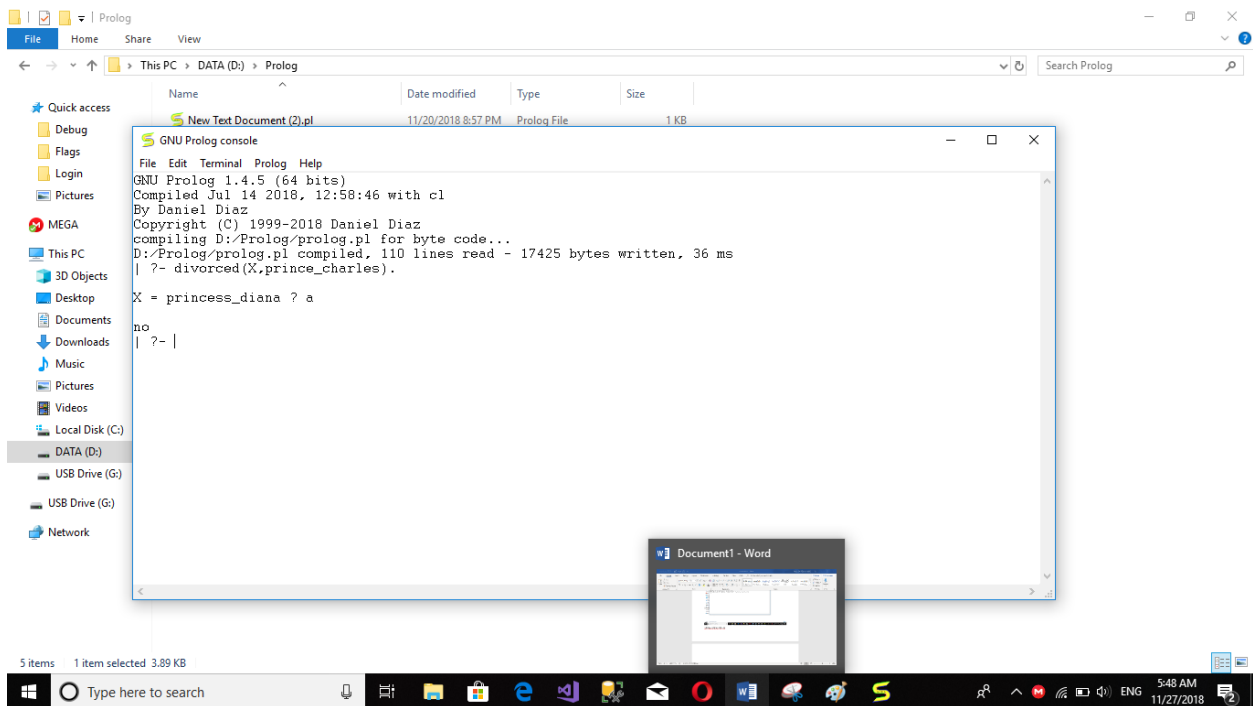 Prolog
File Home Share View
This PC > DATA (D:) > Prolog
Search Prolog
Name Date modified Type Size
New Text Document (2).pl 11/20/2018 8:57 PM Prolog File 1 KB
Quick access
Debug
Flags
Login
Pictures
MEGA
This PC
3D Objects
Desktop
Documents
Downloads
Music
Pictures
Videos
Local Disk (C:)
DATA (D:)
USB Drive (G:)
USB Drive (G:)
Network
GNU Prolog console
File Edit Terminal Prolog Help
GNU Prolog 1.4.5 (64 bits)
Compiled Jul 14 2018, 12:58:46 with cl
By Daniel Diaz
Copyright (C) 1999-2018 Daniel Diaz
compiling D:/Prolog/prolog.pl for byte code...
D:/Prolog/prolog.pl compiled, 110 lines read - 17425 bytes written, 36 ms
| ?- divorced(X,prince_charles).
X = princess_diana ? a
no
| ?-
Document1 - Word
5 items 1 item selected 3.89 KB
Type here to search
ENG
5:48 AM
11/27/2018
2